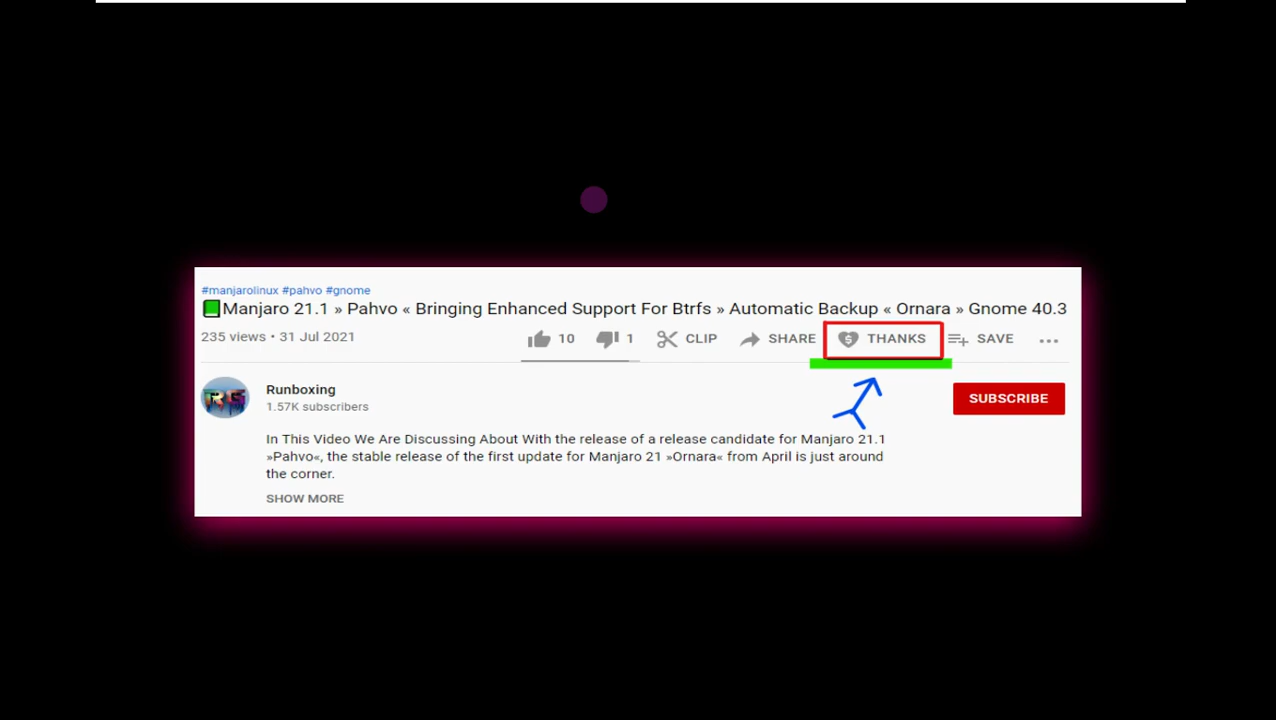 #manjarolinux #pahvo #gnome
📗Manjaro 21.1 » Pahvo « Bringing Enhanced Support For Btrfs » Automatic Backup « Ornara » Gnome 40.3
235 views • 31 Jul 2021
10 1 CLIP SHARE THANKS SAVE ...
RG
Runboxing
1.57K subscribers
SUBSCRIBE
In This Video We Are Discussing About With the release of a release candidate for Manjaro 21.1
»Pahvo«, the stable release of the first update for Manjaro 21 »Ornara« from April is just around
the corner.
SHOW MORE